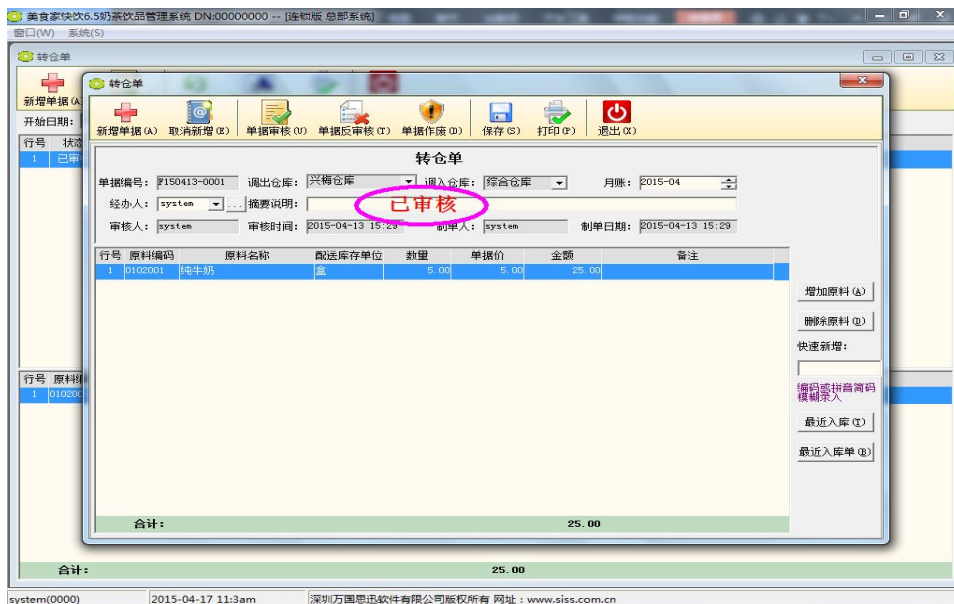 美食家快饮6.5奶茶饮品管理系统 DN:00000000 -- [连锁版 总部系统]
窗口(W) 系统(S)
转仓单
新增单据(A)
开始日期:
行号 状态
1 已审
转仓单
新增单据(A) 取消新增(E) 单据审核(U) 单据反审核(T) 单据作废(D) 保存(S) 打印(P) 退出(X)
转仓单
单据编号: F150413-0001 调出仓库: 兴梅仓库 调入仓库: 综合仓库 月账: 2015-04
经办人: system ... 摘要说明:
已审核
审核人: system 审核时间: 2015-04-13 15:29 制单人: system 制单日期: 2015-04-13 15:29
行号 原料编码 原料名称 配送库存单位 数量 单据价 金额 备注
1 0102001 纯牛奶 盒 5.00 5.00 25.00
增加原料(A)
删除原料(D)
快速新增:
编码或拼音简码
模糊录入
最近入库(I)
最近入库单(B)
合计: 25.00
行号 原料编
1 010200
合计: 25.00
system(0000) 2015-04-17 11:3am 深圳万国思迅软件有限公司版权所有 网址:www.siss.com.cn